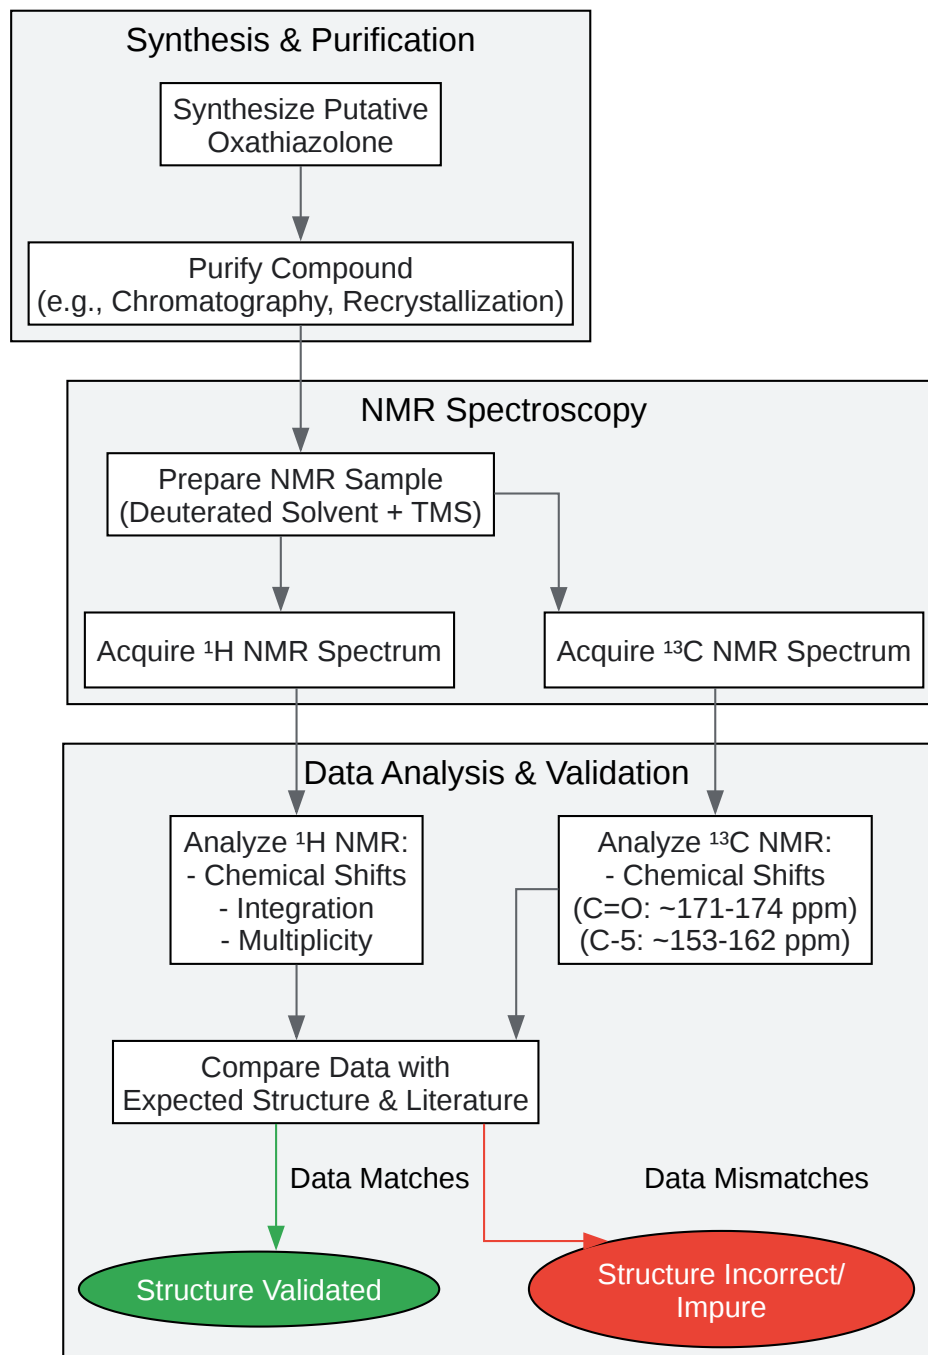 Synthesis & Purification
Synthesize Putative
Oxathiazolone
Purify Compound
(e.g., Chromatography, Recrystallization)
NMR Spectroscopy
Prepare NMR Sample
(Deuterated Solvent + TMS)
Acquire ¹H NMR Spectrum
Acquire ¹³C NMR Spectrum
Data Analysis & Validation
Analyze ¹H NMR:
- Chemical Shifts
- Integration
- Multiplicity
Analyze ¹³C NMR:
- Chemical Shifts
(C=O: ~171-174 ppm)
(C-5: ~153-162 ppm)
Compare Data with
Expected Structure & Literature
Data Matches
Data Mismatches
Structure Validated
Structure Incorrect/
Impure